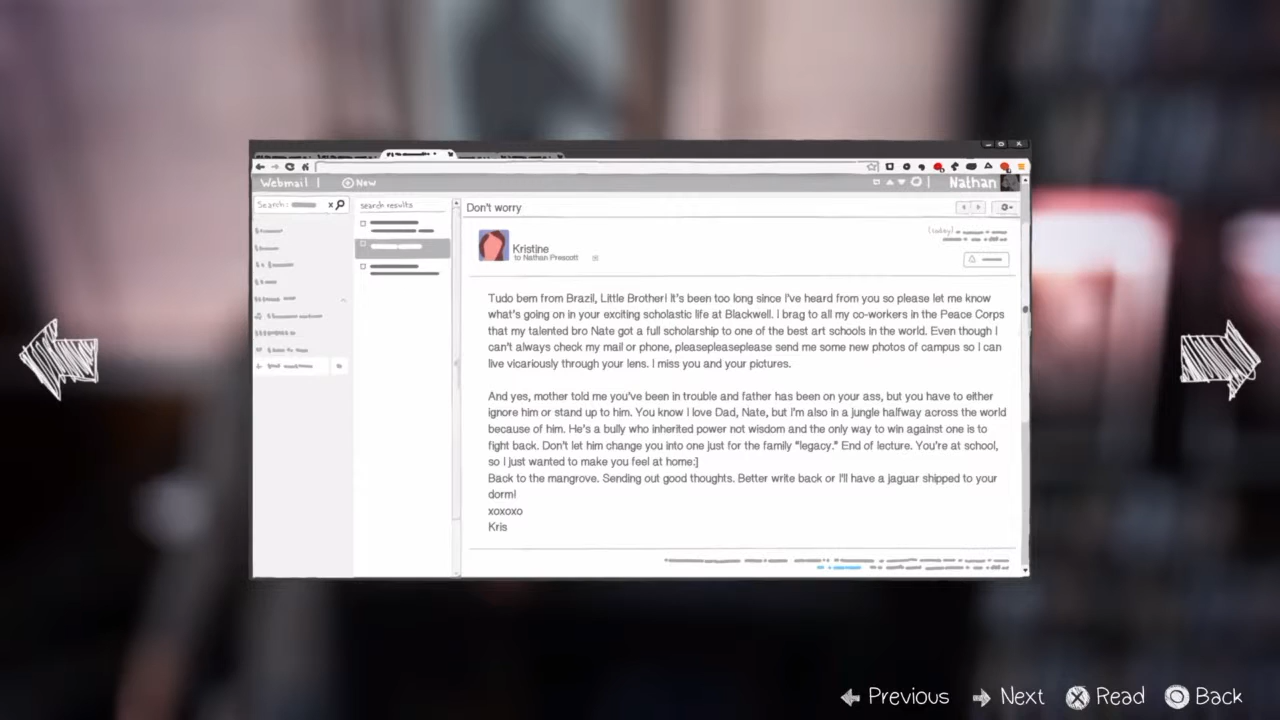 Webmail
New
Nathan
Search:
x
search results
Don't worry
Kristine
to Nathan Prescott
(today)
Tudo bem from Brazil, Little Brother! It's been too long since I've heard from you so please let me know
what's going on in your exciting scholastic life at Blackwell. I brag to all my co-workers in the Peace Corps
that my talented bro Nate got a full scholarship to one of the best art schools in the world. Even though I
can't always check my mail or phone, pleasepleaseplease send me some new photos of campus so I can
live vicariously through your lens. I miss you and your pictures.
And yes, mother told me you've been in trouble and father has been on your ass, but you have to either
ignore him or stand up to him. You know I love Dad, Nate, but I'm also in a jungle halfway across the world
because of him. He's a bully who inherited power not wisdom and the only way to win against one is to
fight back. Don't let him change you into one just for the family "legacy." End of lecture. You're at school,
so I just wanted to make you feel at home:]
Back to the mangrove. Sending out good thoughts. Better write back or I'll have a jaguar shipped to your
dorm!
xoxoxo
Kris
Previous Next Read Back